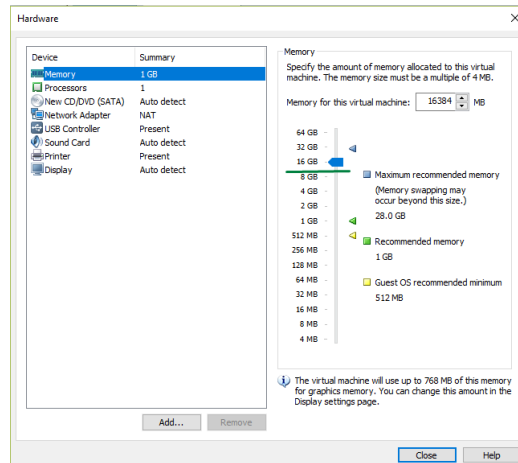 Hardware
Device Summary
Memory 1 GB
Processors 1
New CD/DVD (SATA) Auto detect
Network Adapter NAT
USB Controller Present
Sound Card Auto detect
Printer Present
Display Auto detect
Add...
Remove
Memory
Specify the amount of memory allocated to this virtual
machine. The memory size must be a multiple of 4 MB.
Memory for this virtual machine: 16384 MB
64 GB
32 GB
16 GB
8 GB
4 GB
2 GB
1 GB
512 MB
256 MB
128 MB
64 MB
32 MB
16 MB
8 MB
4 MB
Maximum recommended memory
(Memory swapping may
occur beyond this size.)
28.0 GB
Recommended memory
1 GB
Guest OS recommended minimum
512 MB
The virtual machine will use up to 768 MB of this memory
for graphics memory. You can change this amount in the
Display settings page.
Close
Help